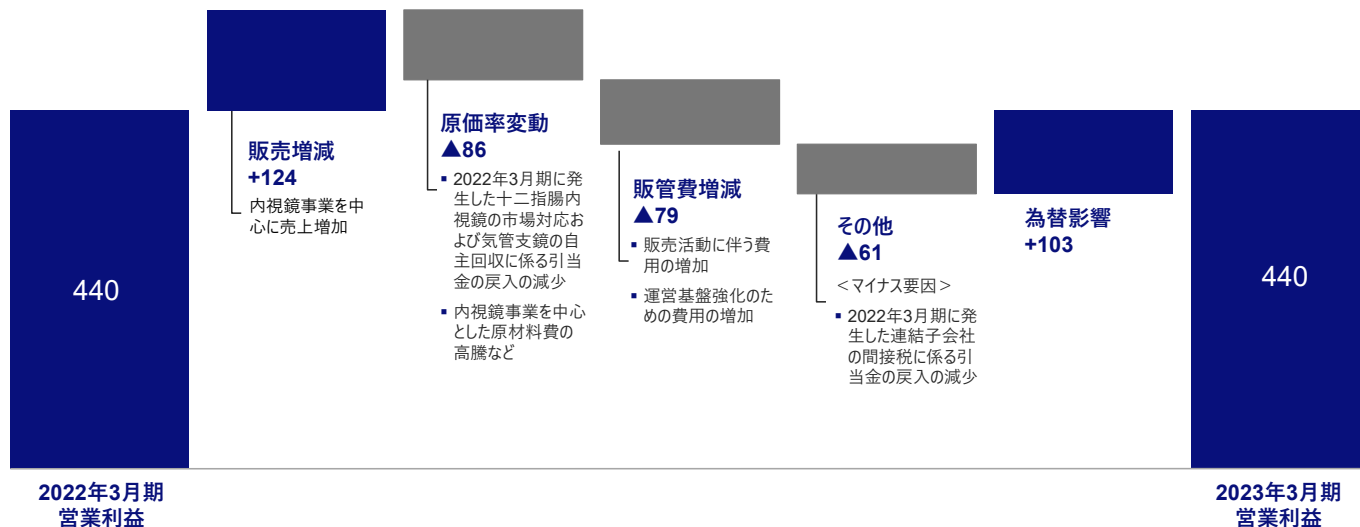 440
2022年3月期
営業利益
販売増減
+124
内視鏡事業を中
心に売上増加
原価率変動
▲86
▪ 2022年3月期に発
生した十二指腸内
視鏡の市場対応お
よび気管支鏡の自
主回収に係る引当
金の戻入の減少
▪ 内視鏡事業を中心
とした原材料費の
高騰など
販管費増減
▲79
▪ 販売活動に伴う費
用の増加
▪ 運営基盤強化のた
めの費用の増加
その他
▲61
＜マイナス要因＞
▪ 2022年3月期に発
生した連結子会社
の間接税に係る引
当金の戻入の減少
為替影響
+103
440
2023年3月期
営業利益